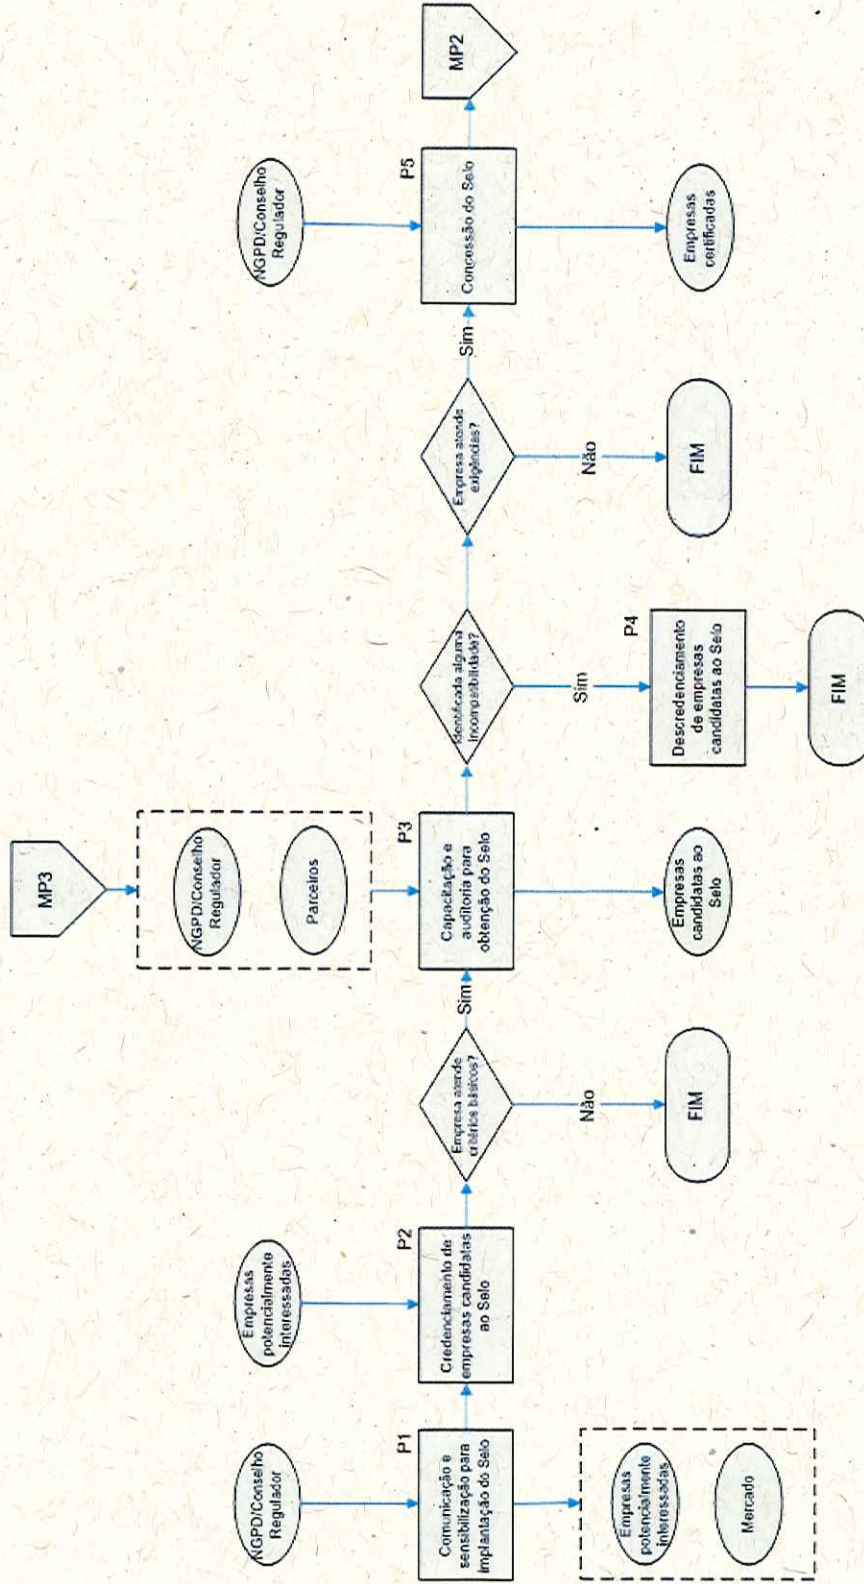 NGPD/Conselho
Regulador
P1
Comunicação e
sensibilização para
implantação do Selo
Empresas
potencialmente
interessadas
Mercado
Empresas
potencialmente
interessadas
P2
Credenciamento de
empresas candidatas
ao Selo
Empresa atende
critérios básicos?
Não
FIM
Sim
MP3
NGPD/Conselho
Regulador
Parceiros
P3
Capacitação e
auditoria para
obtenção do Selo
Empresas
candidatas ao
Selo
Identificada alguma
incompatibilidade?
Sim
P4
Descredenciamento
de empresas
candidatas ao Selo
FIM
Empresa atende
exigências?
Não
FIM
Sim
NGPD/Conselho
Regulador
P5
Concessão do Selo
Empresas
certificadas
MP2